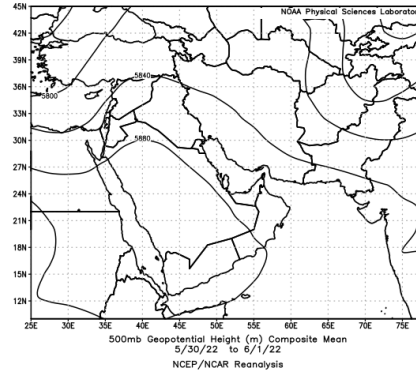 NOAA Physical Sciences Laborator
45N
42N
39N
36N
33N
30N
27N
24N
21N
18N
15N
12N
5840
5800
5880
25E 30E 35E 40E 45E 50E 55E 60E 65E 70E 75E
500mb Geopotential Height (m) Composite Mean
5/30/22 to 6/1/22
NCEP/NCAR Reanalysis